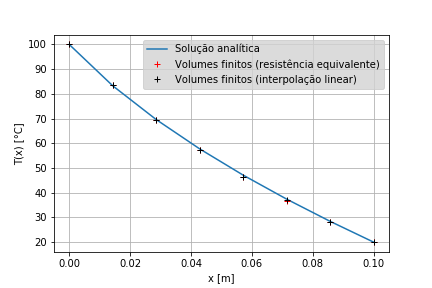 Solução analítica
Volumes finitos (resistência equivalente)
Volumes finitos (interpolação linear)
100
90
80
70
60
50
40
30
20
T(x) [°C]
0.00 0.02 0.04 0.06 0.08 0.10
x [m]